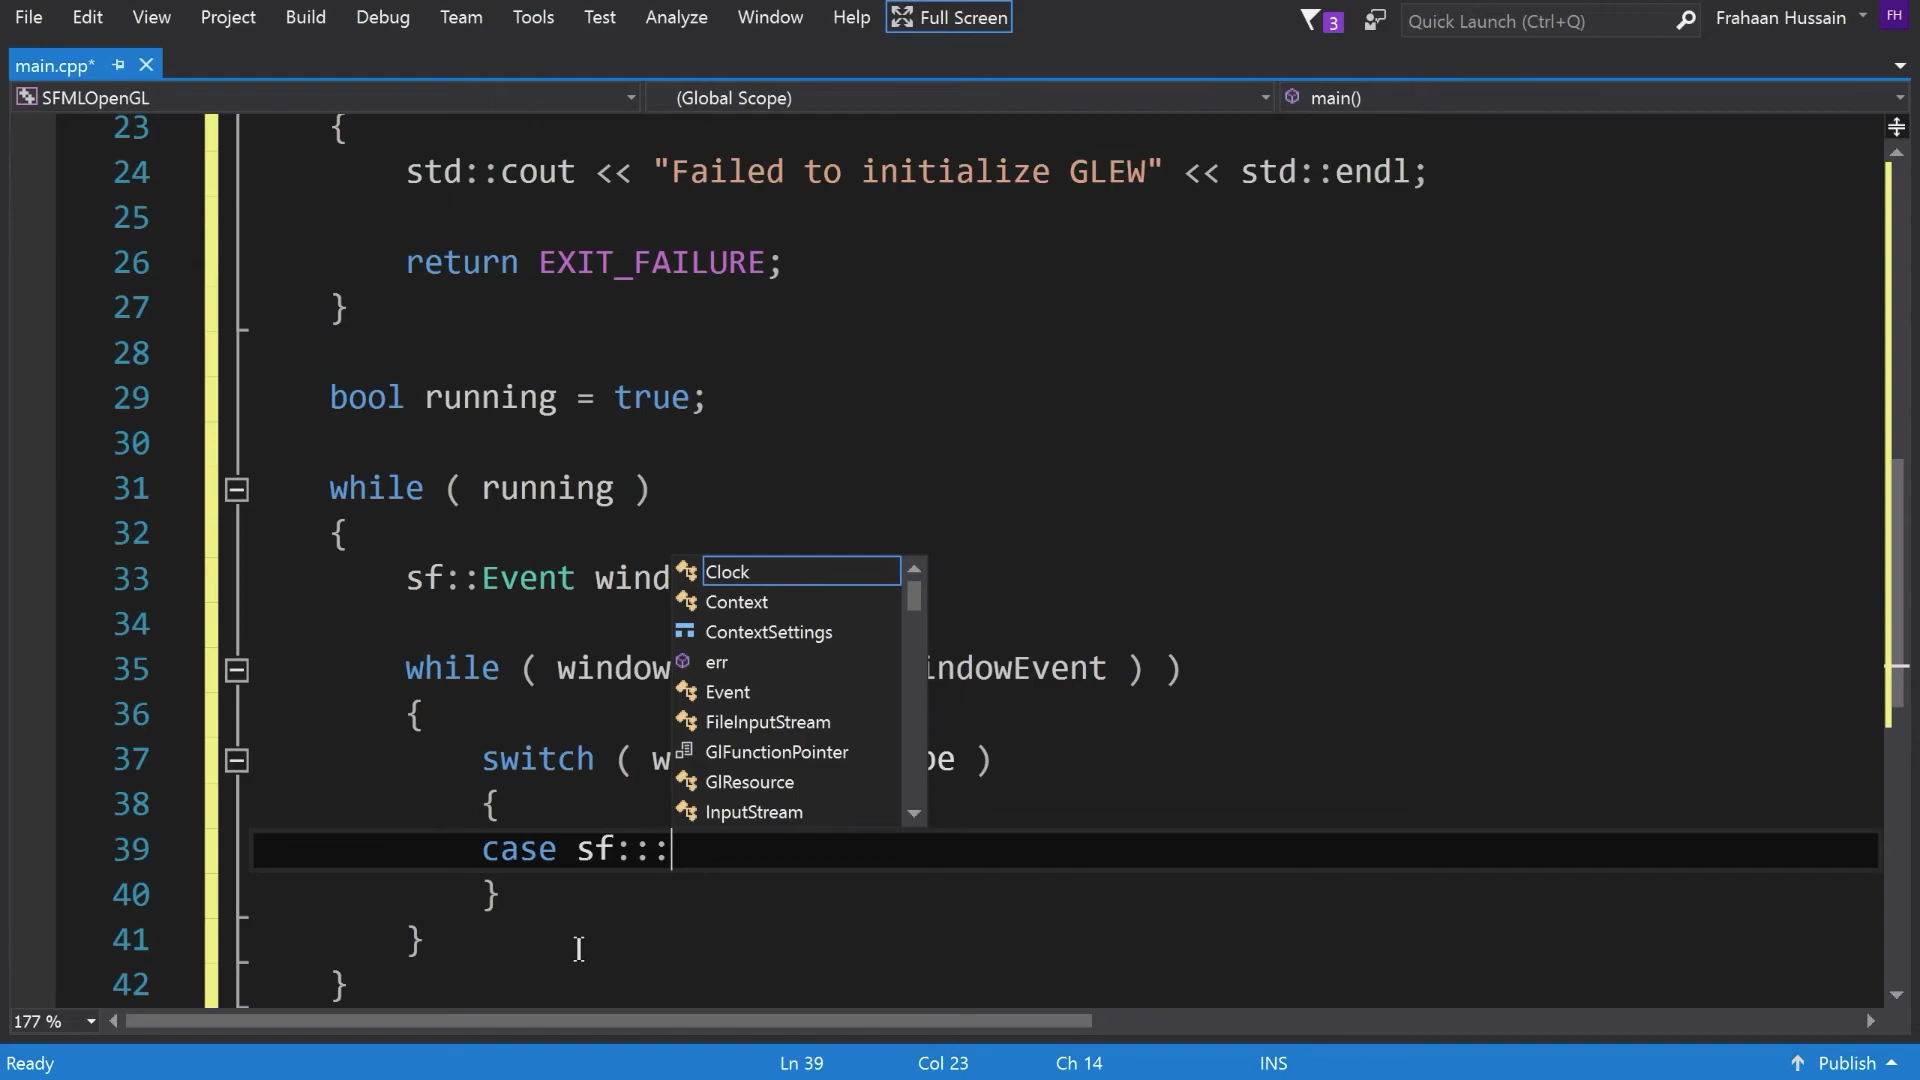 File Edit View Project Build Debug Team Tools Test Analyze Window Help Full Screen 3 Quick Launch (Ctrl+Q) Frahaan Hussain FH
main.cpp*
SFMLOpenGL (Global Scope) main()
23 {
24 std::cout << "Failed to initialize GLEW" << std::endl;
25
26 return EXIT_FAILURE;
27 }
28
29 bool running = true;
30
31 while ( running )
32 {
33 sf::Event wind
34
35 while ( window indowEvent ) )
36 {
37 switch ( w pe )
38 {
39 case sf:::
40 }
41 }
42 }
Clock
Context
ContextSettings
err
Event
FileInputStream
GlFunctionPointer
GlResource
InputStream
177 %
Ready Ln 39 Col 23 Ch 14 INS Publish